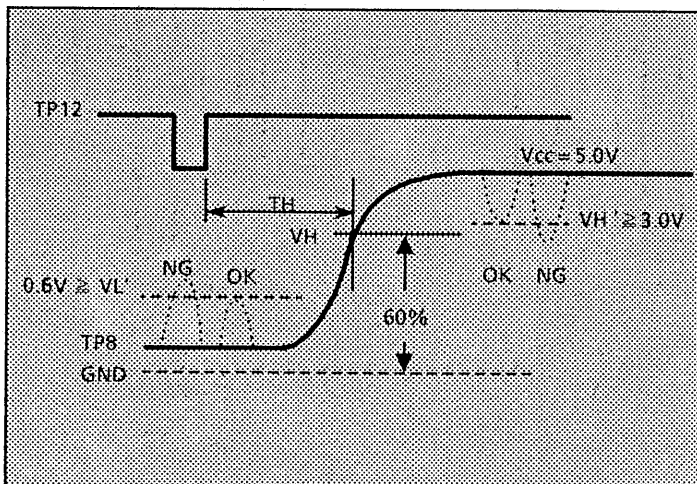 TP12
Vcc=5.0V
TH
VH
VH'≧3.0V
NG
OK
0.6V ≧ VL'
OK
NG
60%
TP8
GND